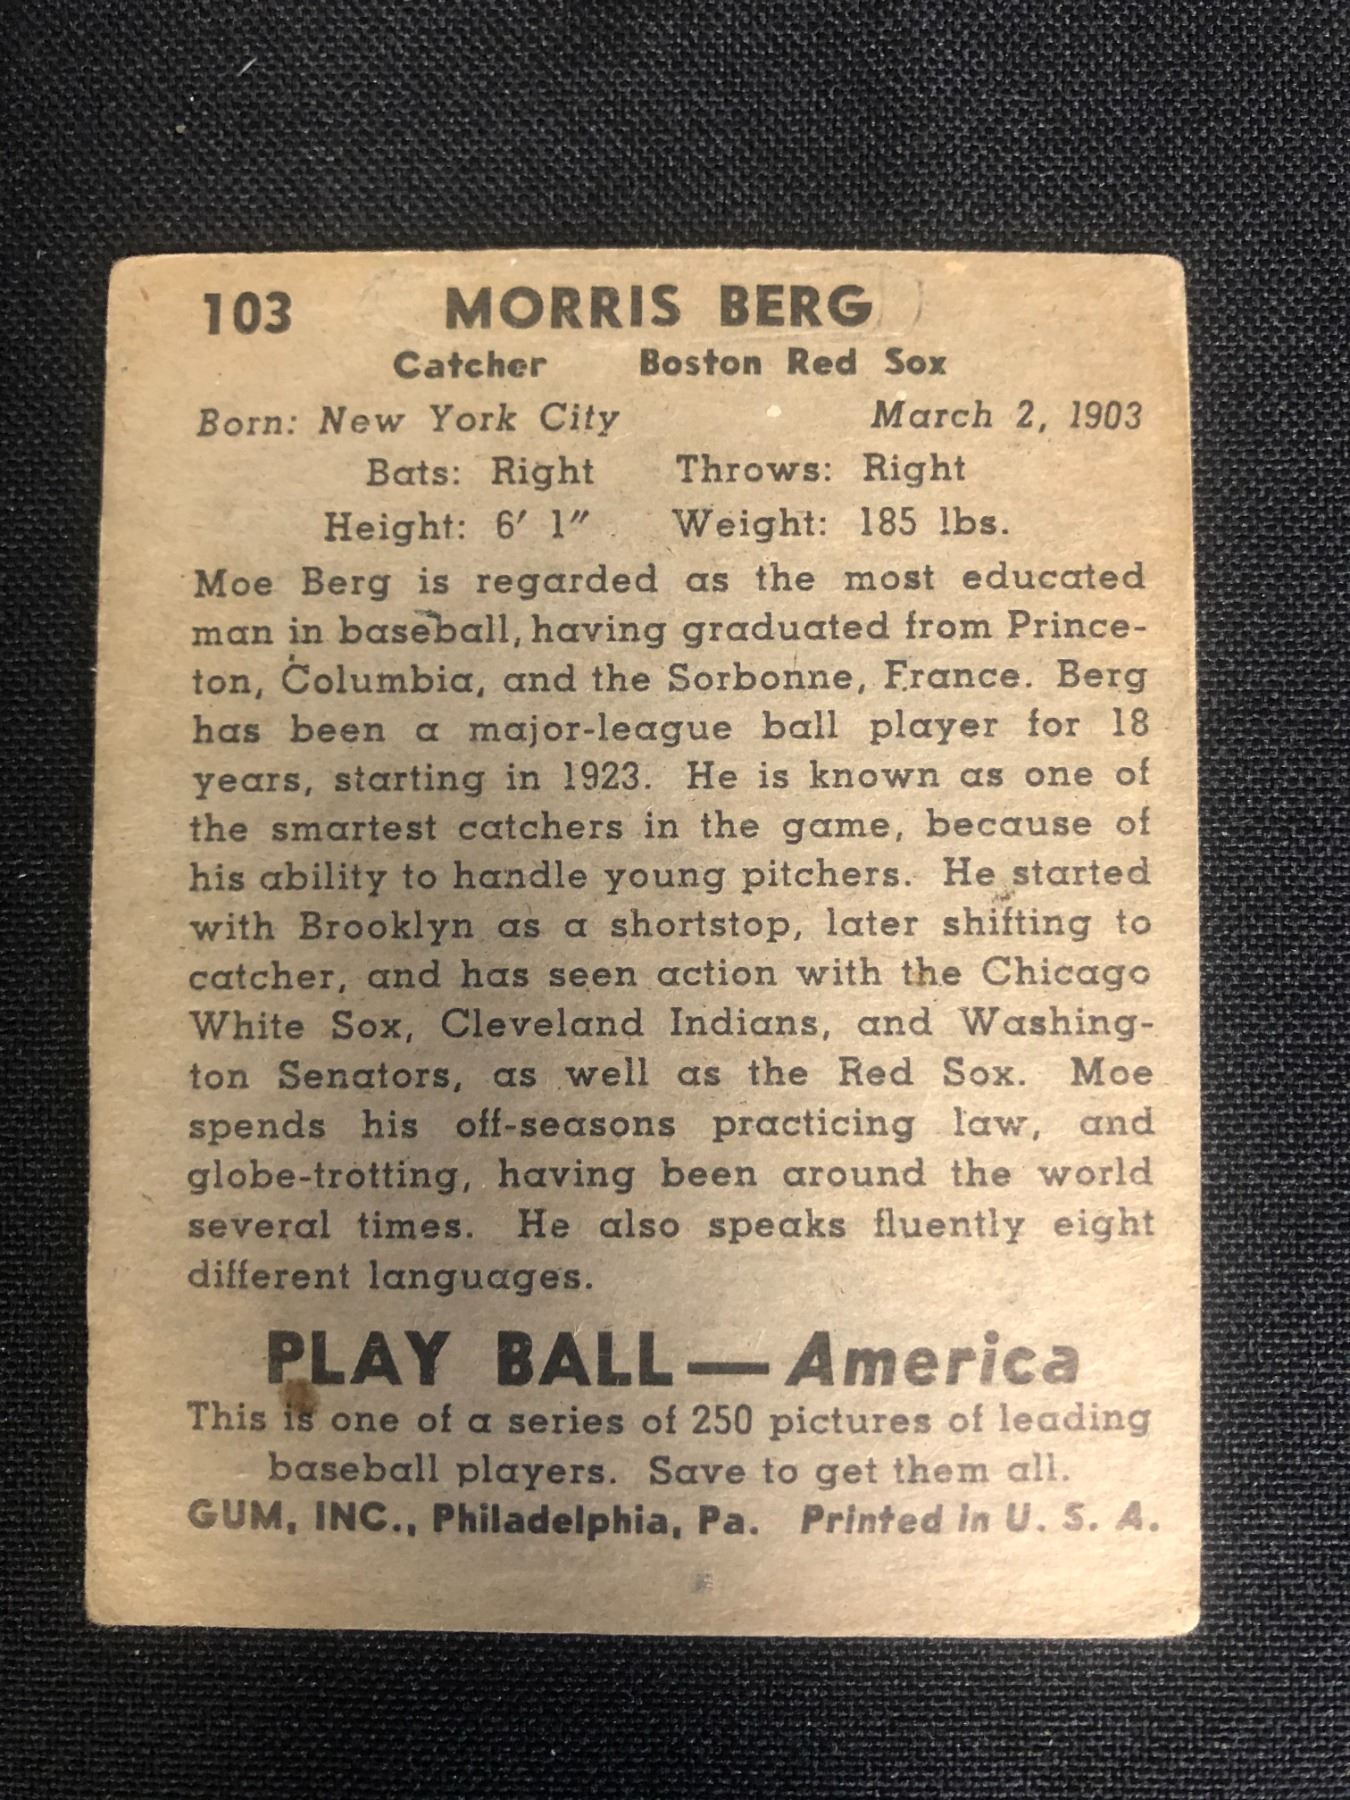 103 MORRIS BERG
Catcher Boston Red Sox
Born: New York City March 2, 1903
Bats: Right Throws: Right
Height: 6′ 1″ Weight: 185 lbs.
Moe Berg is regarded as the most educated
man in baseball, having graduated from Prince-
ton, Columbia, and the Sorbonne, France. Berg
has been a major-league ball player for 18
years, starting in 1923. He is known as one of
the smartest catchers in the game, because of
his ability to handle young pitchers. He started
with Brooklyn as a shortstop, later shifting to
catcher, and has seen action with the Chicago
White Sox, Cleveland Indians, and Washing-
ton Senators, as well as the Red Sox. Moe
spends his off-seasons practicing law, and
globe-trotting, having been around the world
several times. He also speaks fluently eight
different languages.
PLAY BALL—America
This is one of a series of 250 pictures of leading
baseball players. Save to get them all.
GUM, INC., Philadelphia, Pa. Printed in U. S. A.